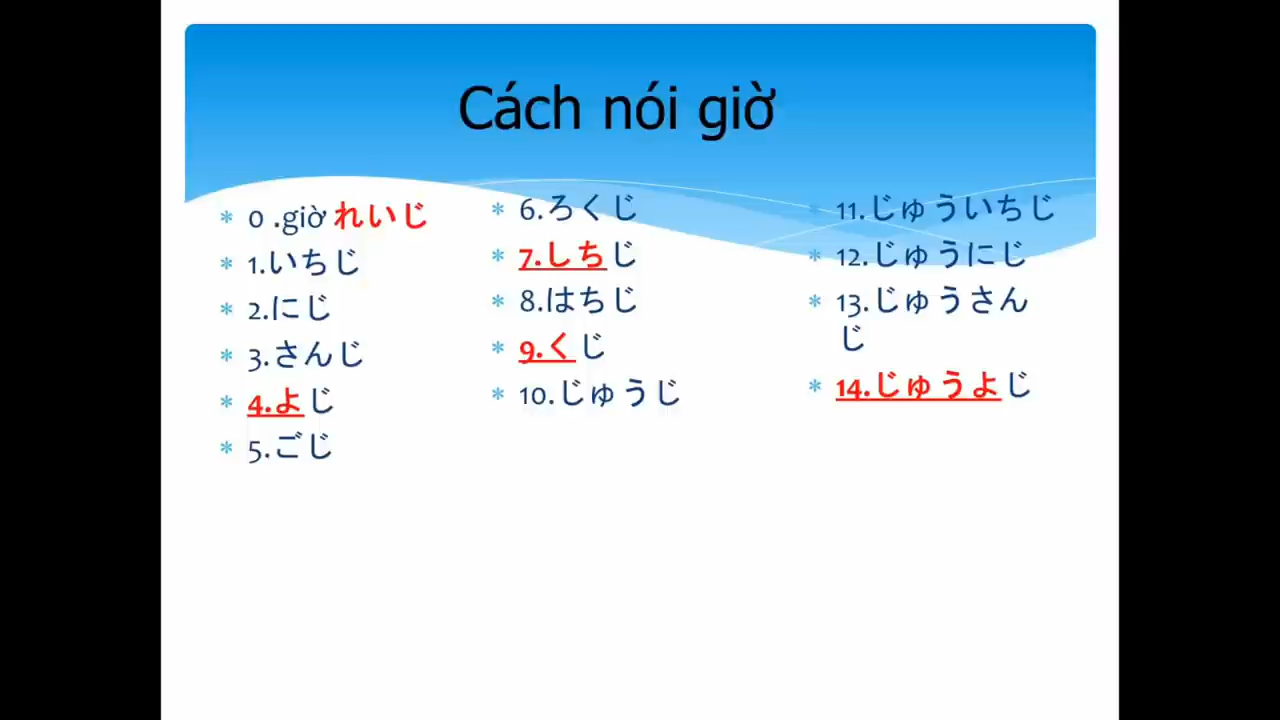 Cách nói giờ
* 0 .giờ れいじ
* 1.いちじ
* 2.にじ
* 3.さんじ
* 4.よじ
* 5.ごじ
* 6.ろくじ
* 7.しちじ
* 8.はちじ
* 9.くじ
* 10.じゅうじ
* 11.じゅういちじ
* 12.じゅうにじ
* 13.じゅうさん
じ
* 14.じゅうよじ